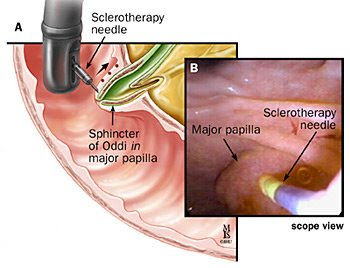 A
Sclerotherapy
needle
Sphincter
of Oddi in
major papilla
B
Major papilla
Sclerotherapy
needle
scope view